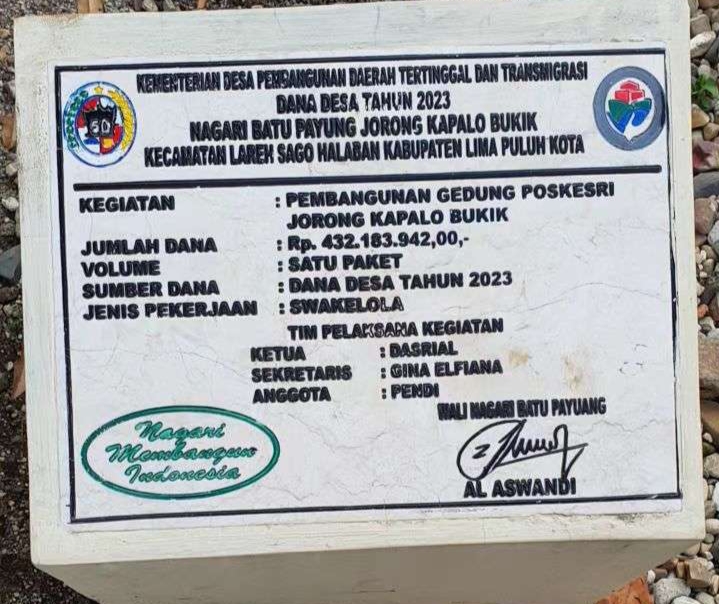 KEMENTERIAN DESA PEMBANGUNAN DAERAH TERTINGGAL DAN TRANSMIGRASI
DANA DESA TAHUN 2023
NAGARI BATU PAYUNG JORONG KAPALO BUKIK
KECAMATAN LAREH SAGO HALABAN KABUPATEN LIMA PULUH KOTA
KEGIATAN : PEMBANGUNAN GEDUNG POSKESRI
JORONG KAPALO BUKIK
JUMLAH DANA : Rp. 432.183.942,00,-
VOLUME : SATU PAKET
SUMBER DANA : DANA DESA TAHUN 2023
JENIS PEKERJAAN : SWAKELOLA
TIM PELAKSANA KEGIATAN
KETUA : DASRIAL
SEKRETARIS : GINA ELFIANA
ANGGOTA : PENDI
WALI NAGARI BATU PAYUANG
Nagari
Membangun
Indonesia
AL ASWANDI